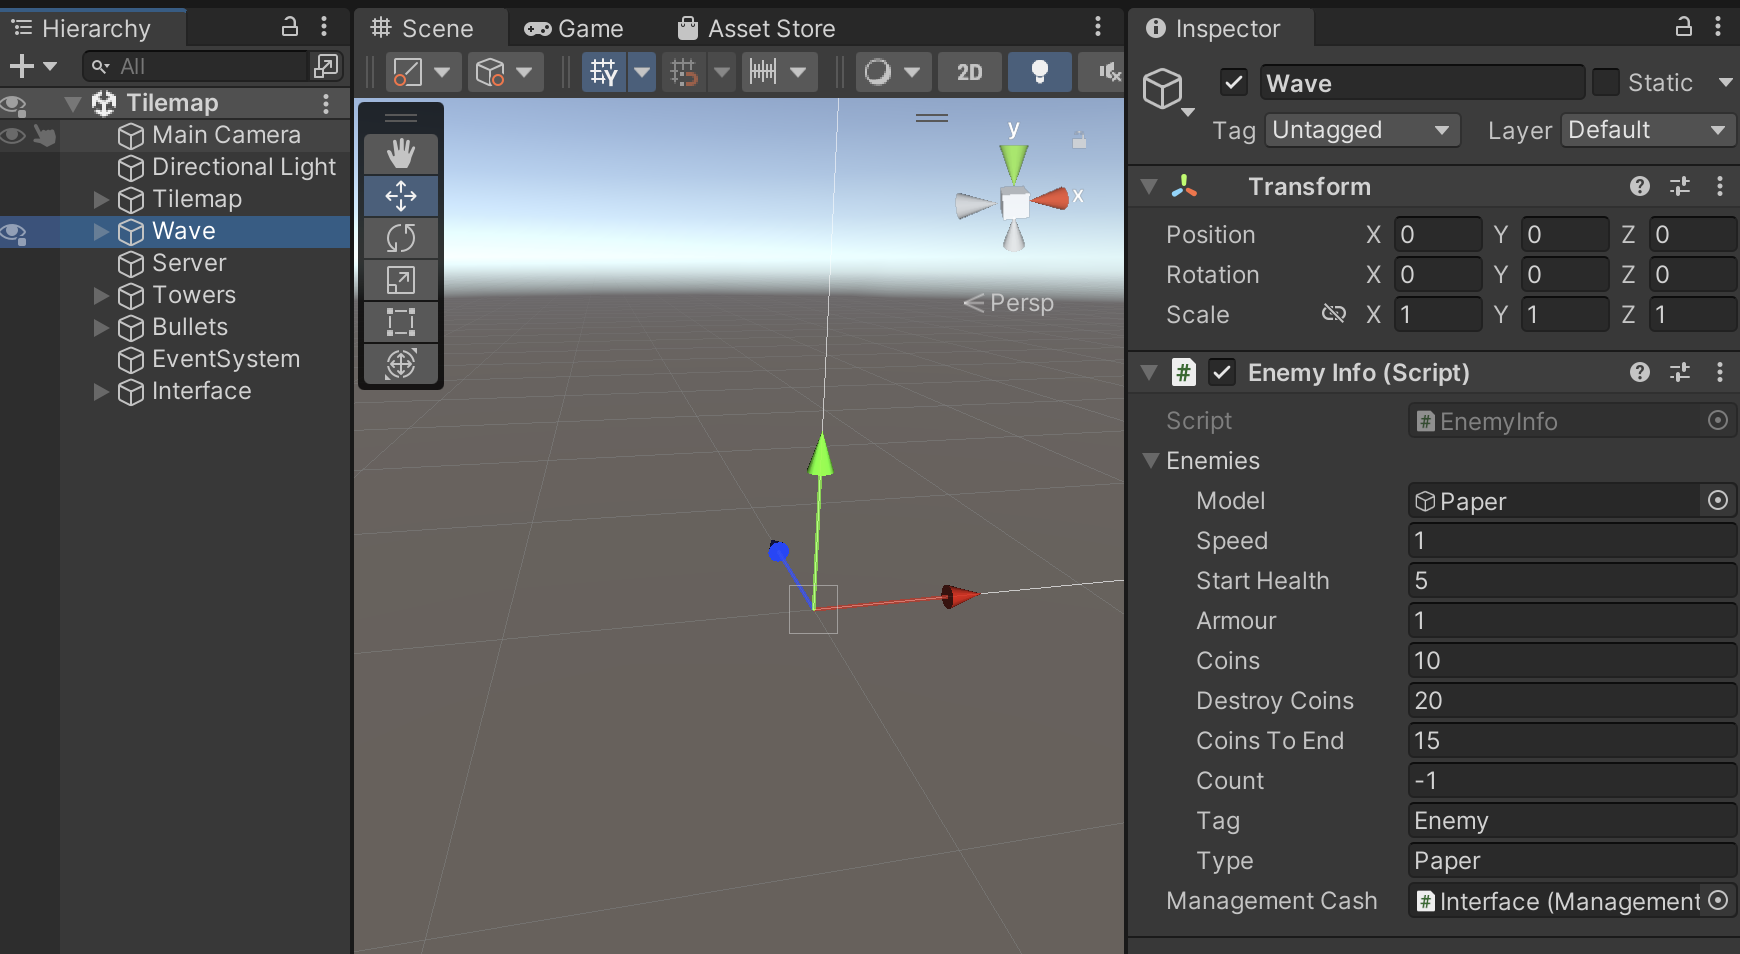 Hierarchy
All
Tilemap
Main Camera
Directional Light
Tilemap
Wave
Server
Towers
Bullets
EventSystem
Interface
Scene Game Asset Store
Y 2D
y
x
Persp
Inspector
Wave Static
Tag Untagged Layer Default
Transform
Position X 0 Y 0 Z 0
Rotation X 0 Y 0 Z 0
Scale X 1 Y 1 Z 1
# Enemy Info (Script)
Script # EnemyInfo
Enemies
Model Paper
Speed 1
Start Health 5
Armour 1
Coins 10
Destroy Coins 20
Coins To End 15
Count -1
Tag Enemy
Type Paper
Management Cash # Interface (Management